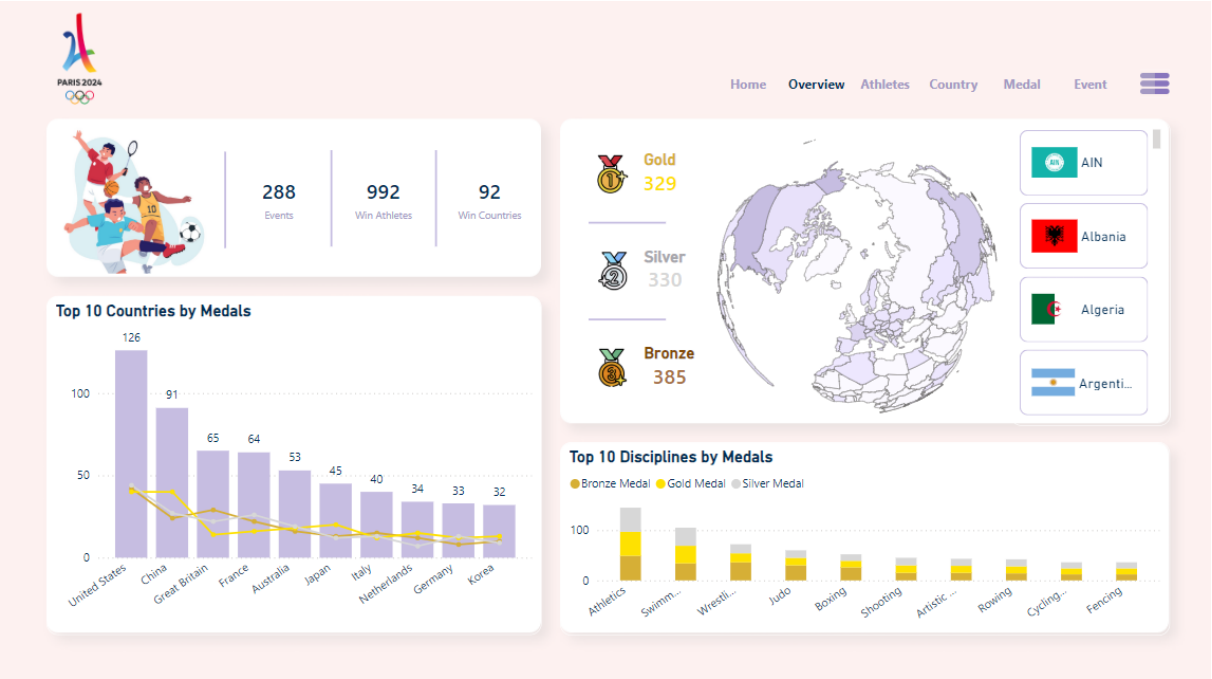 PARIS 2024
Home Overview Athletes Country Medal Event
288 992 92
Events Win Athletes Win Countries
Gold
329
Silver
330
Bronze
385
AIN
Albania
Algeria
Argenti...
Top 10 Countries by Medals
126
100
91
65
64
53
45
40
34
33
32
50
0
United States China Great Britain France Australia Japan Italy Netherlands Germany Korea
Top 10 Disciplines by Medals
Bronze Medal Gold Medal Silver Medal
100
0
Athletics Swimm... Wrestli... Judo Boxing Shooting Artistic ... Rowing Cycling... Fencing